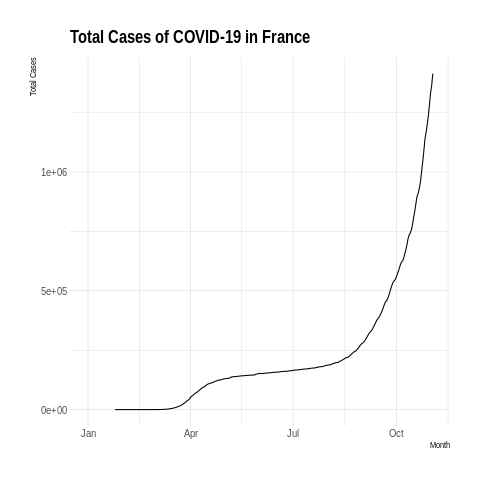 Total Cases of COVID-19 in France
Total Cases
1e+06
5e+05
0e+00
Jan Apr Jul Oct
Month